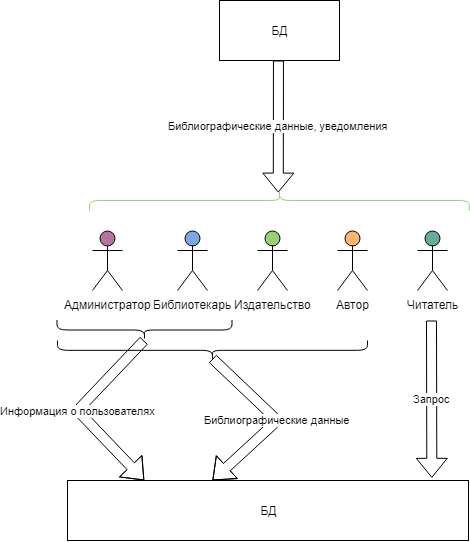 БД
Библиографические данные, уведомления
Администратор Библиотекарь Издательство Автор Читатель
Запрос
Информация о пользователях
Библиографические данные
БД